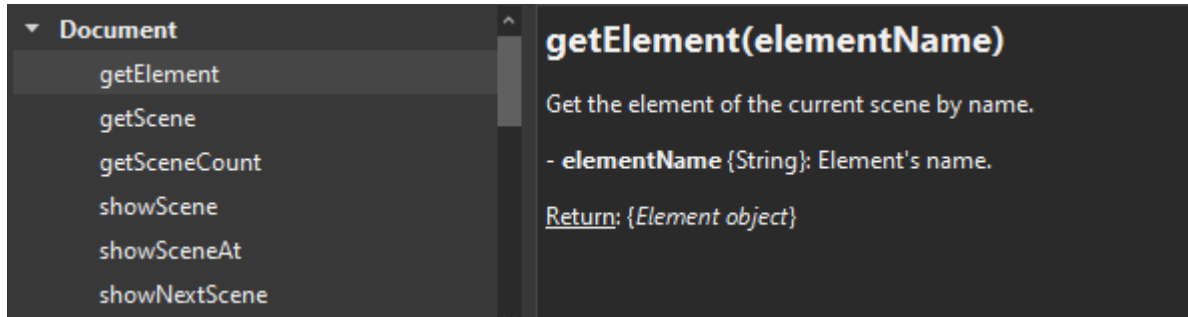 Document
getElement
getScene
getSceneCount
showScene
showSceneAt
showNextScene
getElement(elementName)
Get the element of the current scene by name.
- elementName {String}: Element's name.
Return: {Element object}